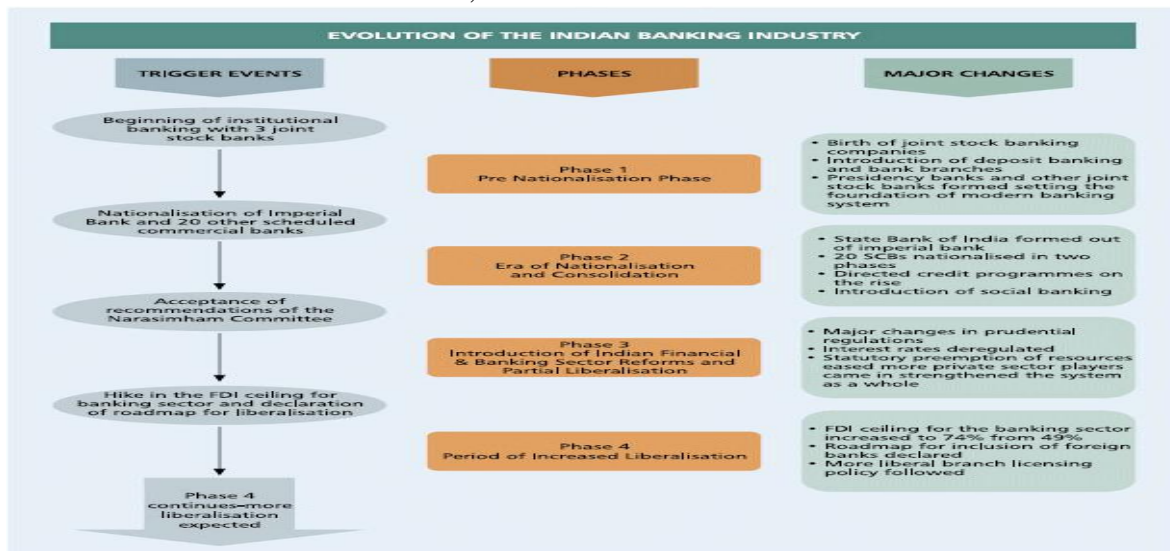 EVOLUTION OF THE INDIAN BANKING INDUSTRY
TRIGGER EVENTS
Beginning of institutional
banking with 3 joint
stock banks
Nationalisation of Imperial
Bank and 20 other scheduled
commercial banks
Acceptance of
recommendations of the
Narasimham Committee
Hike in the FDI ceiling for
banking sector and declaration
of roadmap for liberalisation
Phase 4
continues-more
liberalisation
expected
PHASES
Phase 1
Pre Nationalisation Phase
Phase 2
Era of Nationalisation
and Consolidation
Phase 3
Introduction of Indian Financial
& Banking Sector Reforms and
Partial Liberalisation
Phase 4
Period of Increased Liberalisation
MAJOR CHANGES
• Birth of joint stock banking
companies
• Introduction of deposit banking
and bank branches
• Presidency banks and other joint
stock banks formed setting the
foundation of modern banking
system
• State Bank of India formed out
of imperial bank
• 20 SCBs nationalised in two
phases
• Directed credit programmes on
the rise
• Introduction of social banking
• Major changes in prudential
regulations
• Interest rates deregulated
• Statutory preemption of resources
eased more private sector players
came in strengthened the system
as a whole
• FDI ceiling for the banking sector
increased to 74% from 49%
• Roadmap for inclusion of foreign
banks declared
• More liberal branch licensing
policy followed